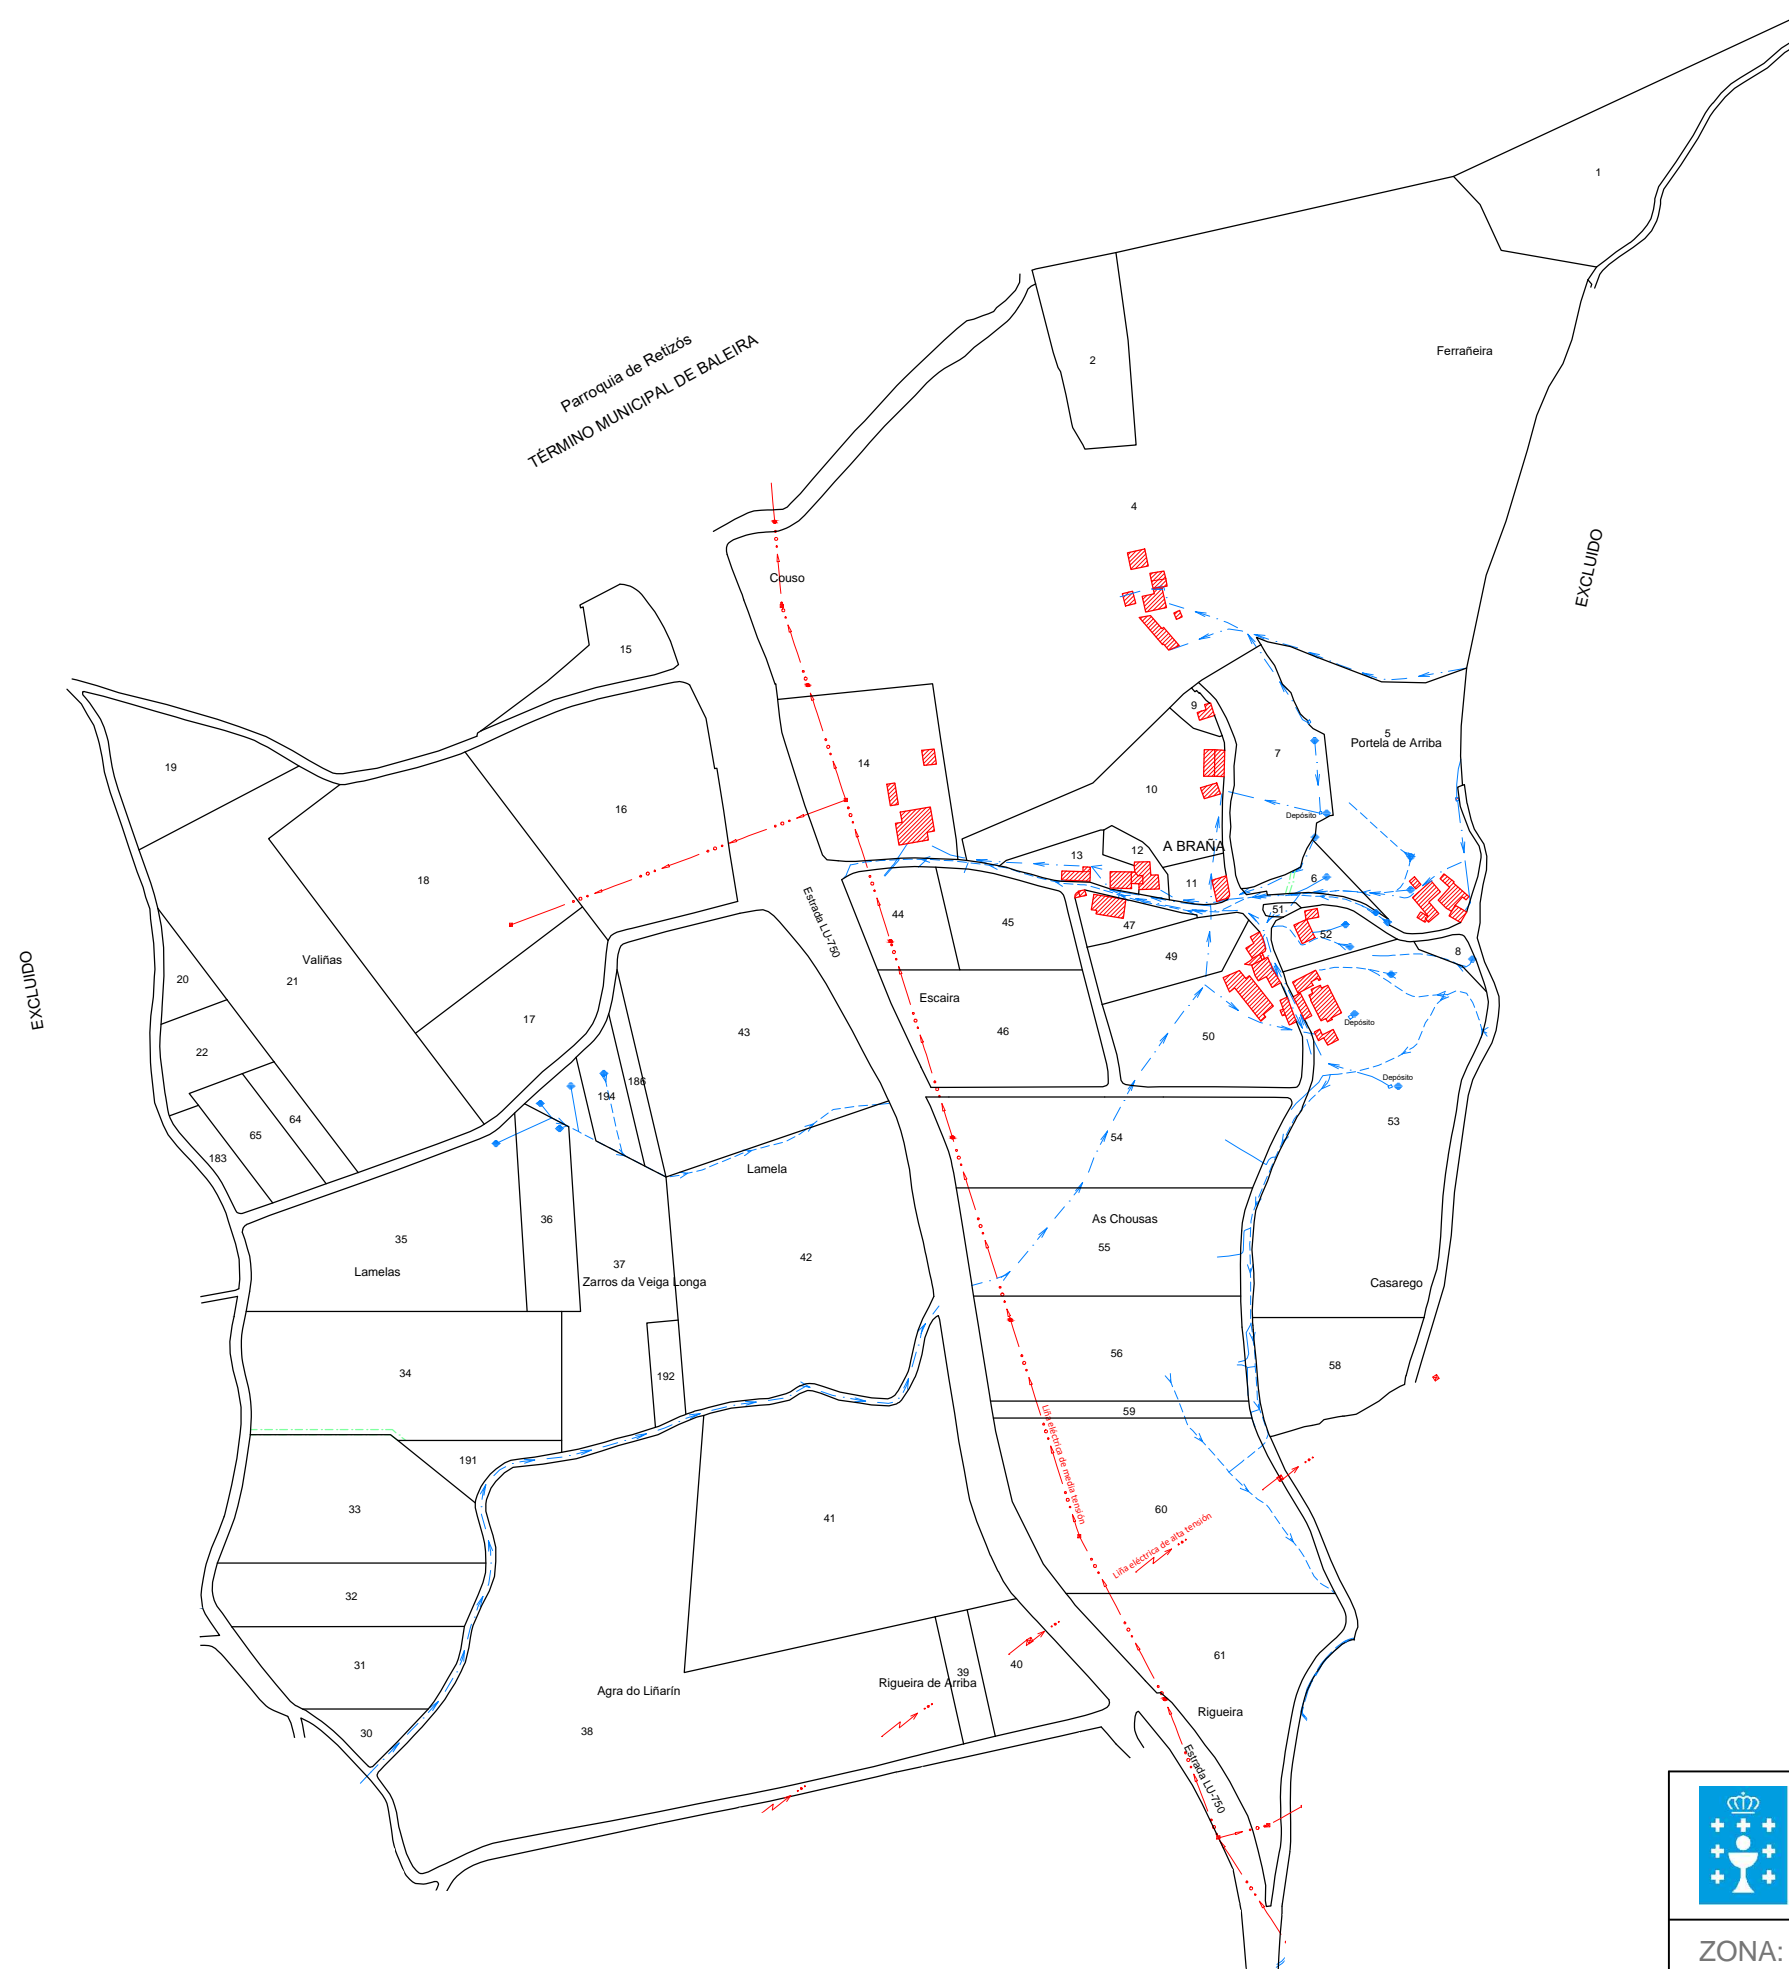 1
Ferrañeira
2
Parroquia de Retizós
TÉRMINO MUNICIPAL DE BALEIRA
4
EXCLUIDO
Couso
15
9
5
Portela de Arriba
7
19
14
10
16
Depósito
A BRAÑA
12
13
18
11
6
51
44
45
47
52
Estrada LU-750
8
49
Valiñas
20
21
EXCLUIDO
Escaira
17
43
46
50
Depósito
22
186
Depósito
194
64
65
53
54
183
Lamela
36
As Chousas
35
55
42
37
Lamelas
Zarros da Veiga Longa
Casarego
34
192
56
58
59
Liña eléctrica de media tensión
191
33
41
60
Liña eléctrica de alta tensión
32
31
61
39
40
Agra do Liñarín
Rigueira de Arriba
30
38
Rigueira
Estrada LU-750
ZONA: